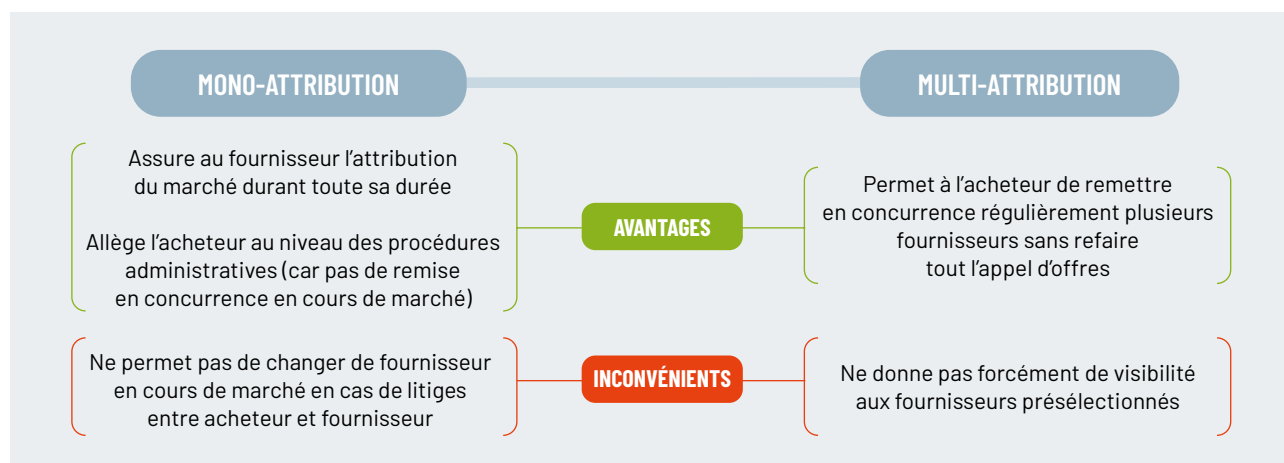 MONO-ATTRIBUTION
MULTI-ATTRIBUTION
Assure au fournisseur l’attribution
du marché durant toute sa durée
Allège l’acheteur au niveau des procédures
administratives (car pas de remise
en concurrence en cours de marché)
AVANTAGES
Permet à l’acheteur de remettre
en concurrence régulièrement plusieurs
fournisseurs sans refaire
tout l’appel d’offres
Ne permet pas de changer de fournisseur
en cours de marché en cas de litiges
entre acheteur et fournisseur
INCONVÉNIENTS
Ne donne pas forcément de visibilité
aux fournisseurs présélectionnés